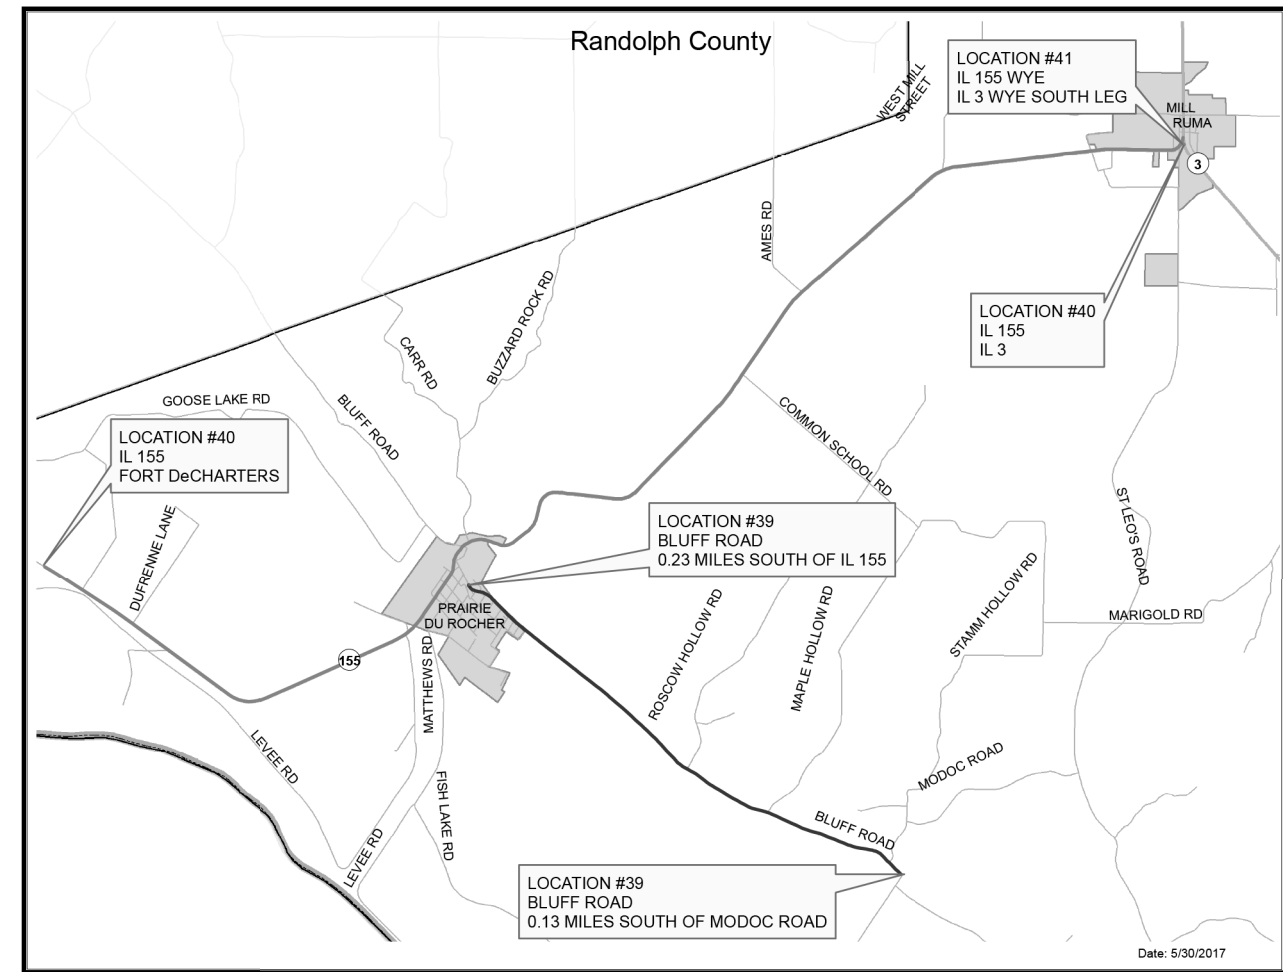 Randolph County
WEST MILL
STREET
LOCATION #41
IL 155 WYE
IL 3 WYE SOUTH LEG
MILL
RUMA
3
AMES RD
BUZZARD ROCK RD
LOCATION #40
IL 155
IL 3
CARR RD
GOOSE LAKE RD
BLUFF ROAD
COMMON SCHOOL RD
LOCATION #40
IL 155
FORT DeCHARTERS
DUFRENNE LANE
LOCATION #39
BLUFF ROAD
0.23 MILES SOUTH OF IL 155
ST LEO'S ROAD
STAMM HOLLOW RD
MARIGOLD RD
PRAIRIE
DU ROCHER
155
MATTHEWS RD
ROSCOW HOLLOW RD
MAPLE HOLLOW RD
LEVEE RD
MODOC ROAD
FISH LAKE RD
BLUFF ROAD
LEVEE RD
LOCATION #39
BLUFF ROAD
0.13 MILES SOUTH OF MODOC ROAD
Date: 5/30/2017